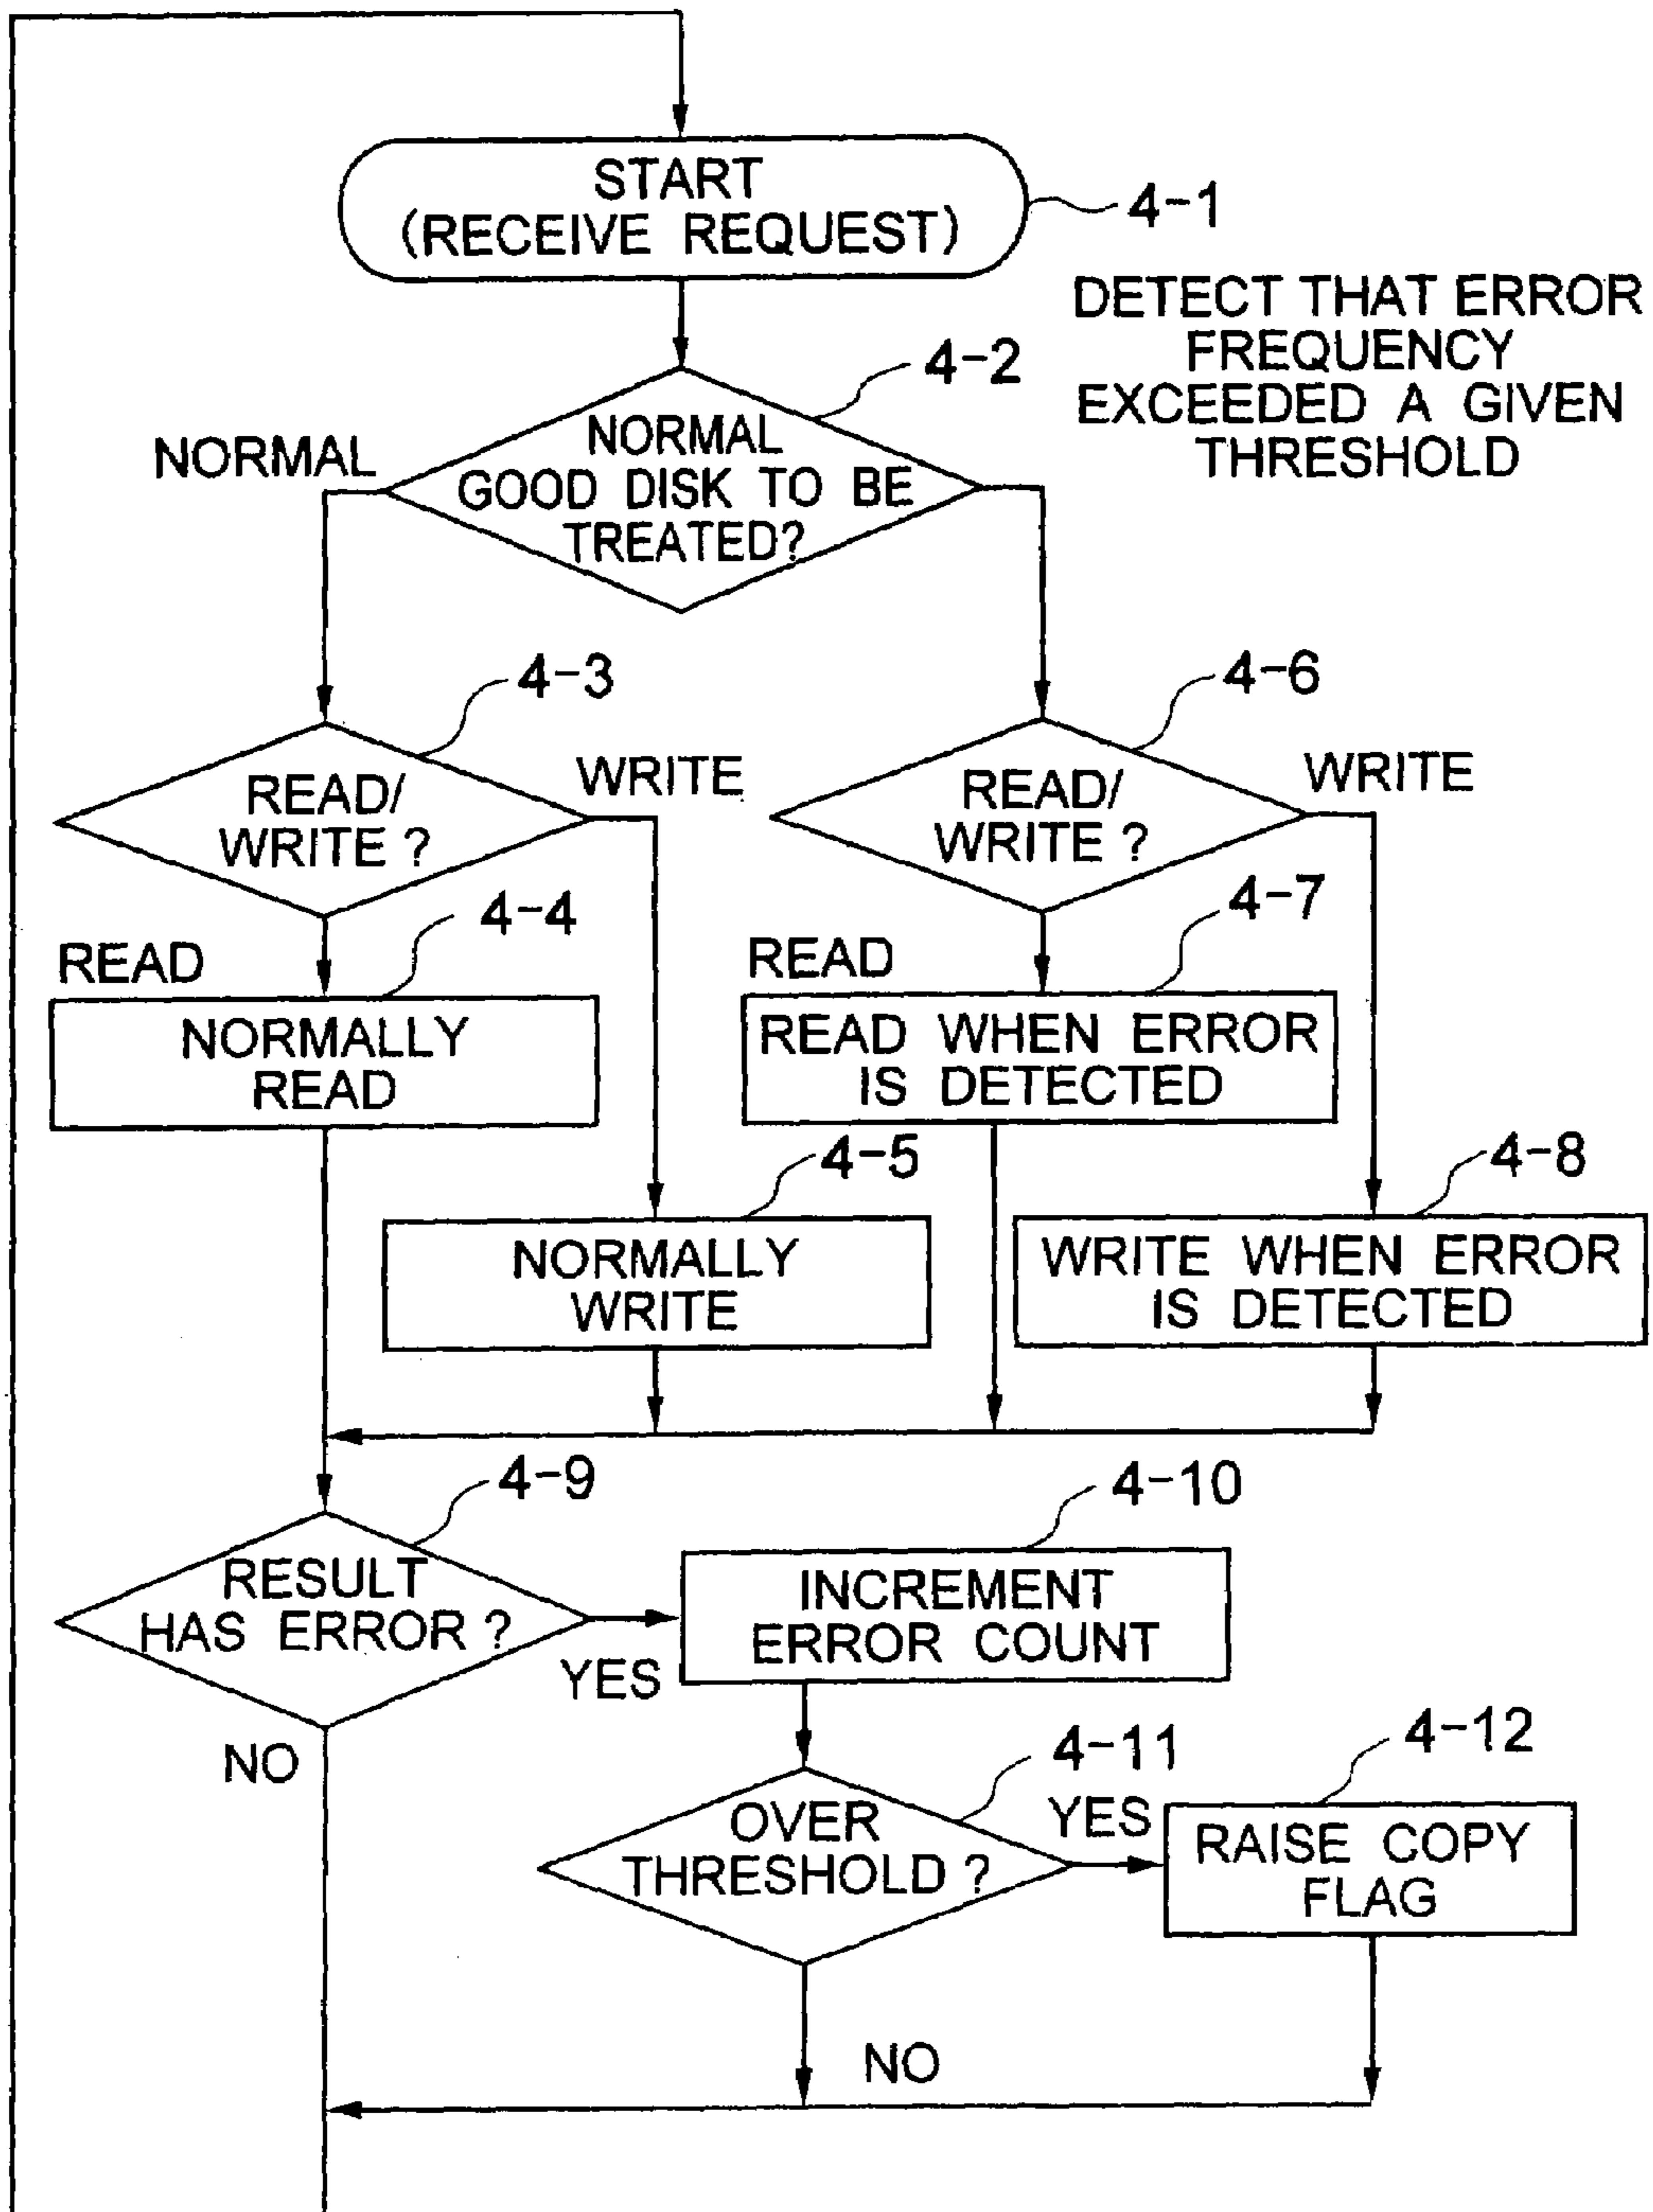 START
(RECEIVE REQUEST)
4-1
DETECT THAT ERROR
FREQUENCY
EXCEEDED A GIVEN
THRESHOLD
4-2
NORMAL
NORMAL
GOOD DISK TO BE
TREATED?
4-3
READ/
WRITE ?
WRITE
4-6
READ/
WRITE ?
WRITE
4-4
READ
NORMALLY
READ
4-7
READ
READ WHEN ERROR
IS DETECTED
4-5
NORMALLY
WRITE
4-8
WRITE WHEN ERROR
IS DETECTED
4-9
RESULT
HAS ERROR ?
YES
NO
4-10
INCREMENT
ERROR COUNT
4-11
OVER
THRESHOLD ?
YES
NO
4-12
RAISE COPY
FLAG